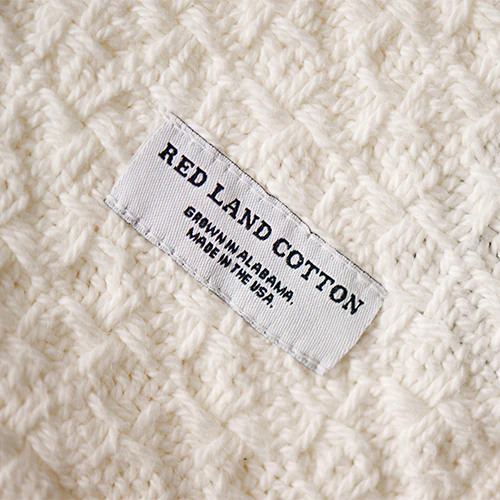 RED LAND COTTON
GROWN IN ALABAMA.
MADE IN THE USA.